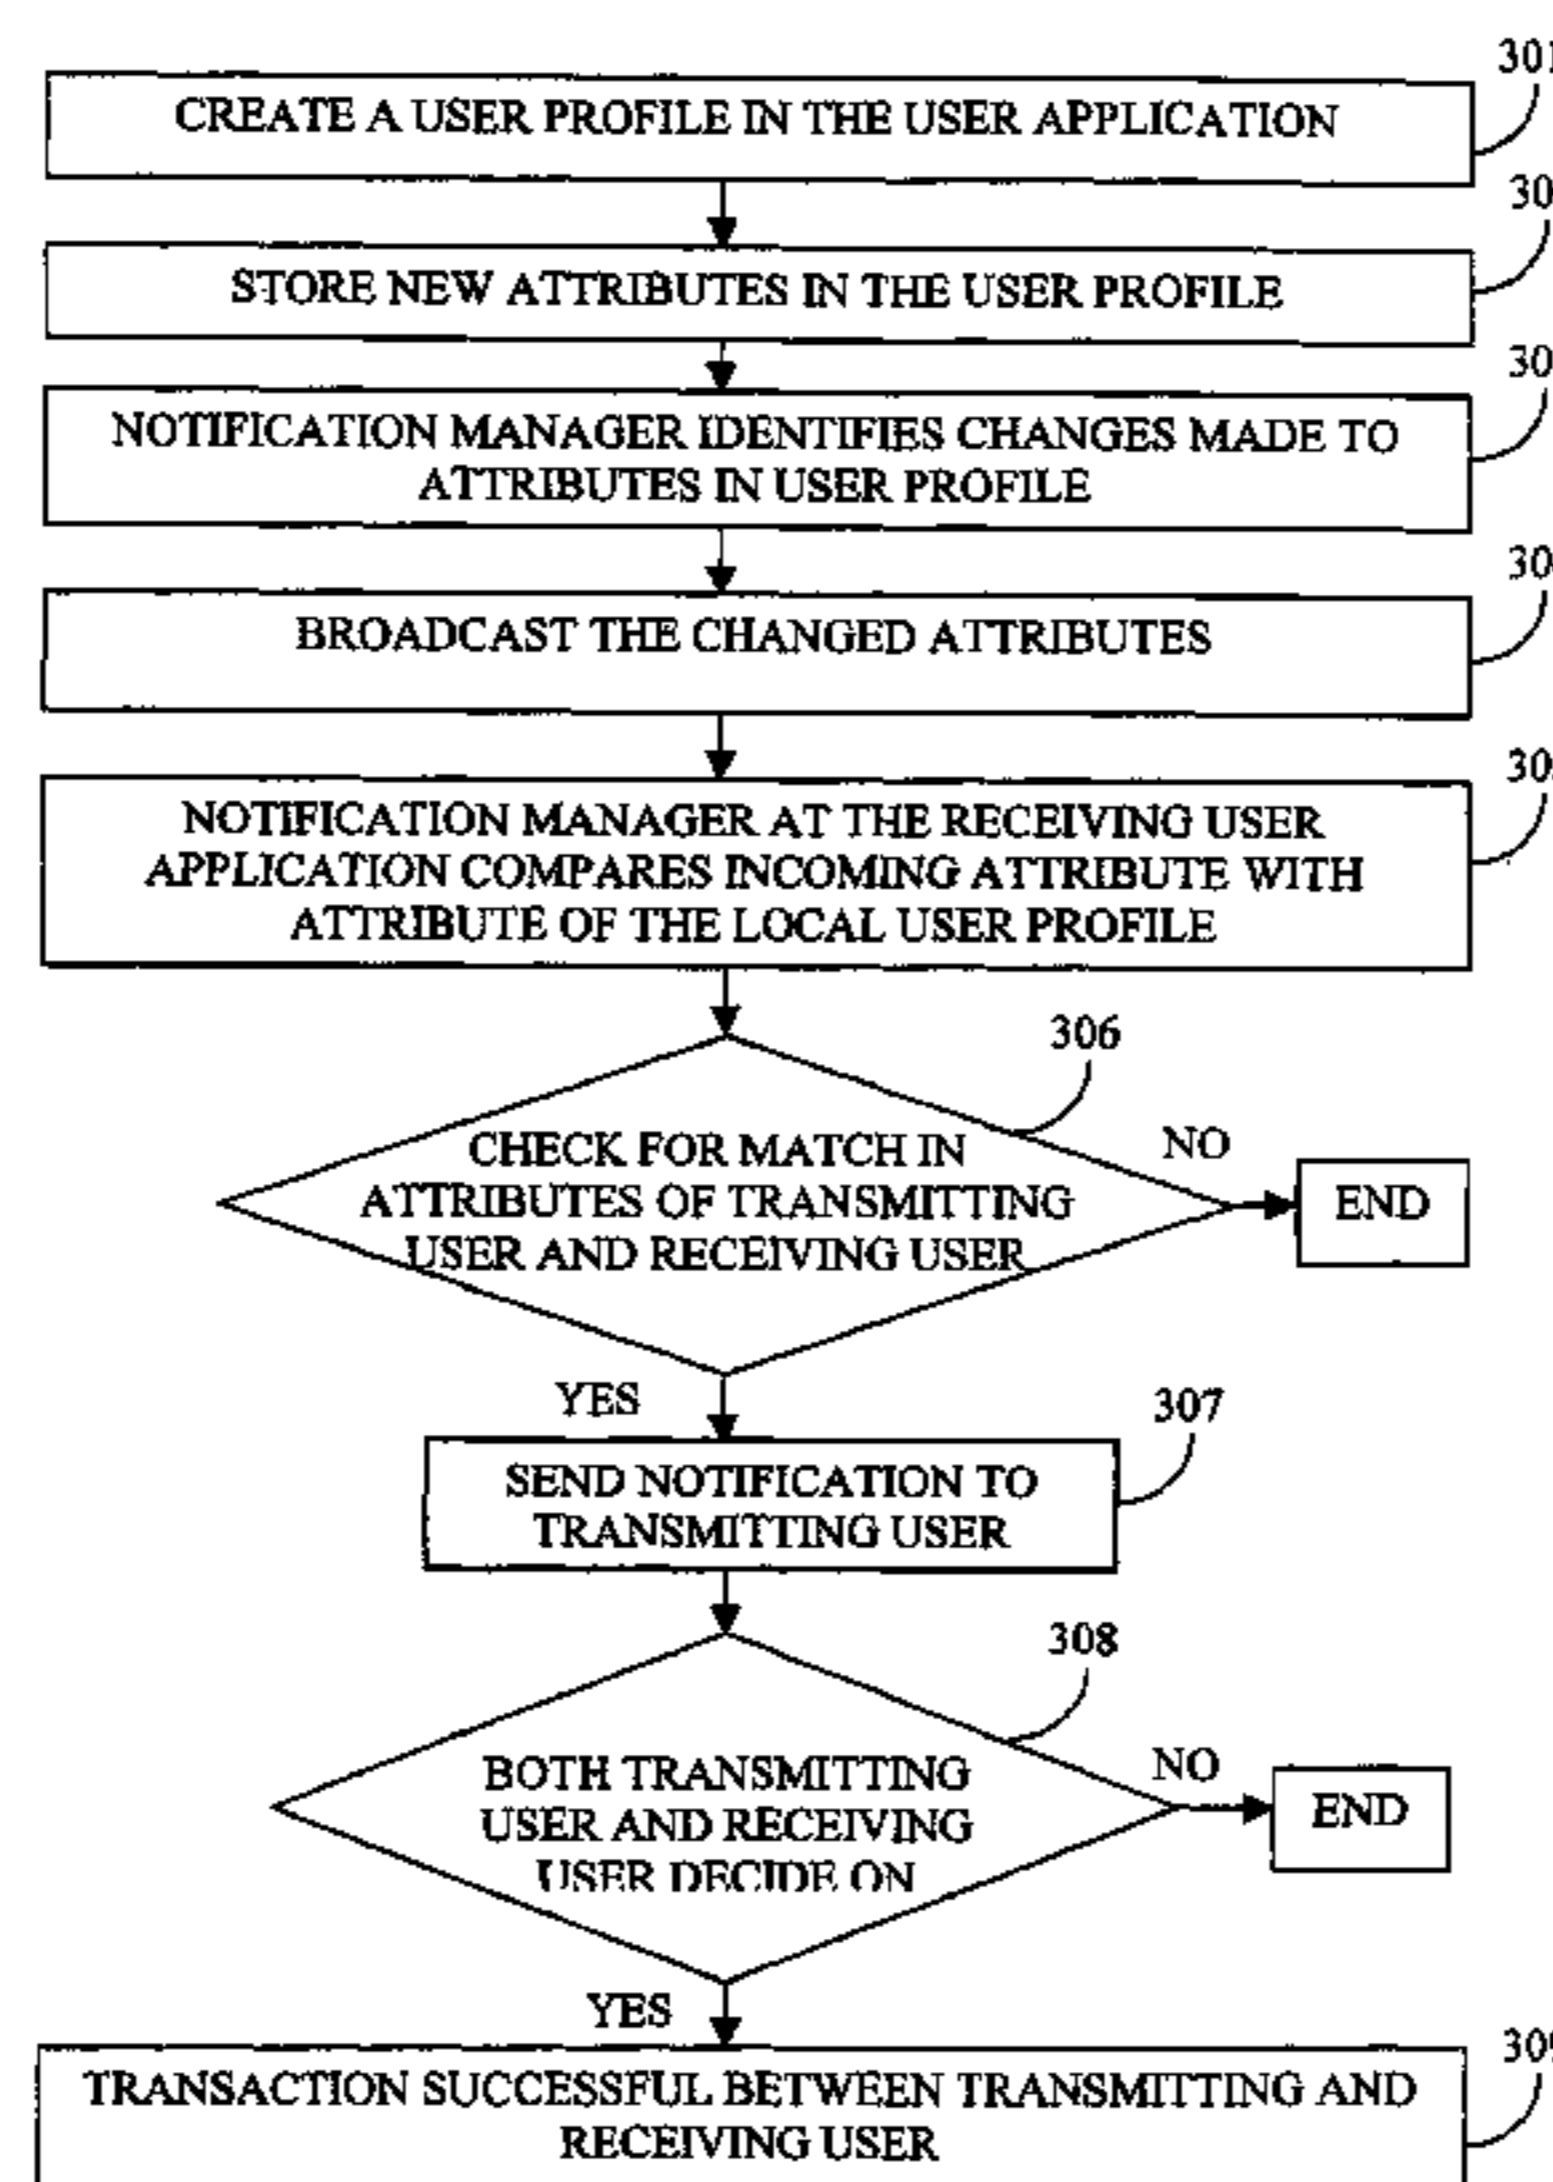 301
CREATE A USER PROFILE IN THE USER APPLICATION
30
STORE NEW ATTRIBUTES IN THE USER PROFILE
30
NOTIFICATION MANAGER IDENTIFIES CHANGES MADE TO
ATTRIBUTES IN USER PROFILE
30
BROADCAST THE CHANGED ATTRIBUTES
30
NOTIFICATION MANAGER AT THE RECEIVING USER
APPLICATION COMPARES INCOMING ATTRIBUTE WITH
ATTRIBUTE OF THE LOCAL USER PROFILE
306
CHECK FOR MATCH IN
ATTRIBUTES OF TRANSMITTING
USER AND RECEIVING USER
NO
END
YES
307
SEND NOTIFICATION TO
TRANSMITTING USER
308
BOTH TRANSMITTING
USER AND RECEIVING
USER DECIDE ON
NO
END
YES
309
TRANSACTION SUCCESSFUL BETWEEN TRANSMITTING AND
RECEIVING USER